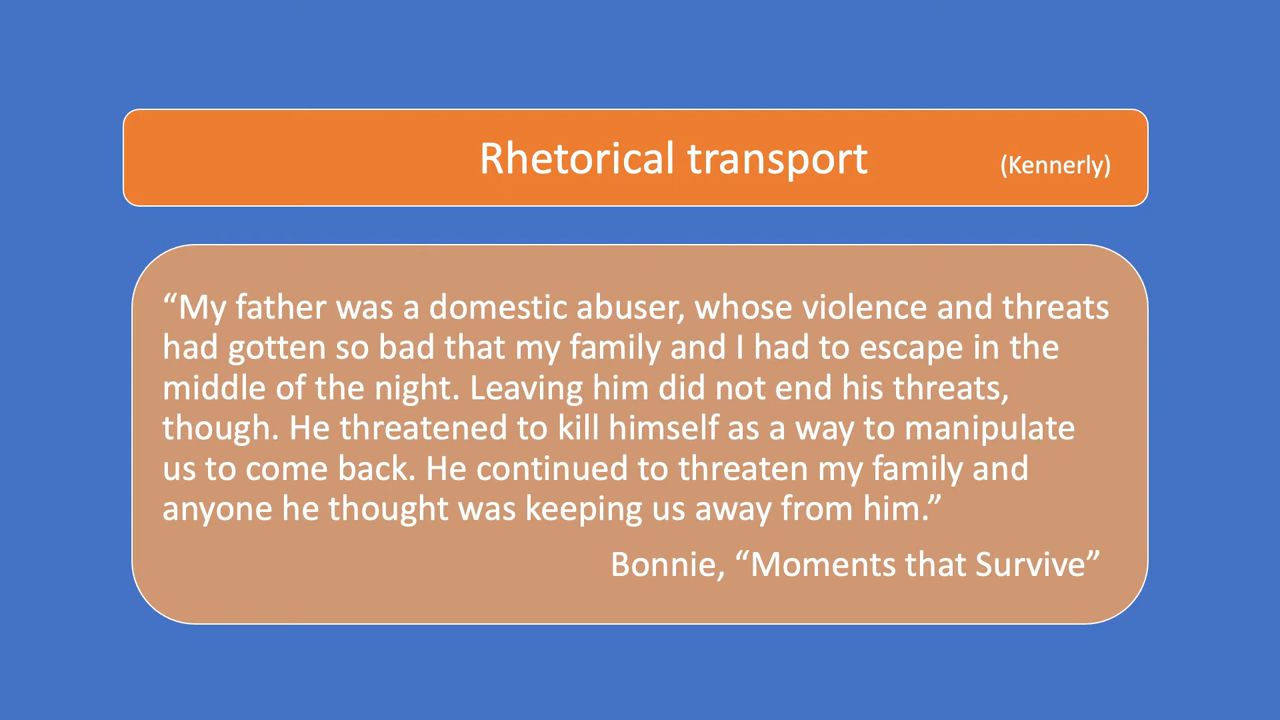 Rhetorical transport (Kennerly)
“My father was a domestic abuser, whose violence and threats
had gotten so bad that my family and I had to escape in the
middle of the night. Leaving him did not end his threats,
though. He threatened to kill himself as a way to manipulate
us to come back. He continued to threaten my family and
anyone he thought was keeping us away from him.”
Bonnie, “Moments that Survive”